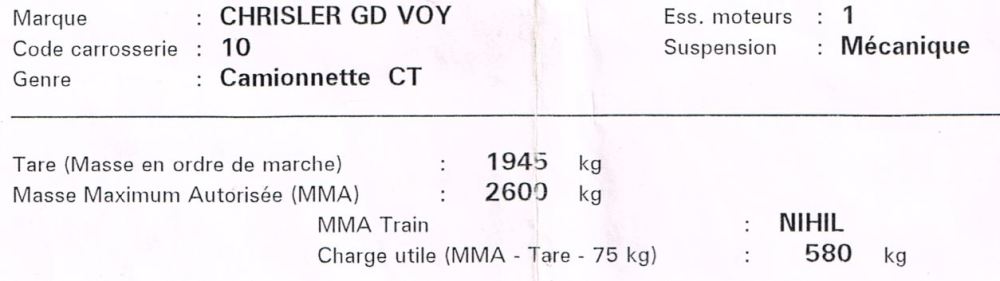 Marque : CHRISLER GD VOY Ess. moteurs : 1
Code carrosserie : 10 Suspension : Mécanique
Genre : Camionnette CT
Tare (Masse en ordre de marche) : 1945 kg
Masse Maximum Autorisée (MMA) : 2600 kg
MMA Train : NIHIL
Charge utile (MMA - Tare - 75 kg) : 580 kg